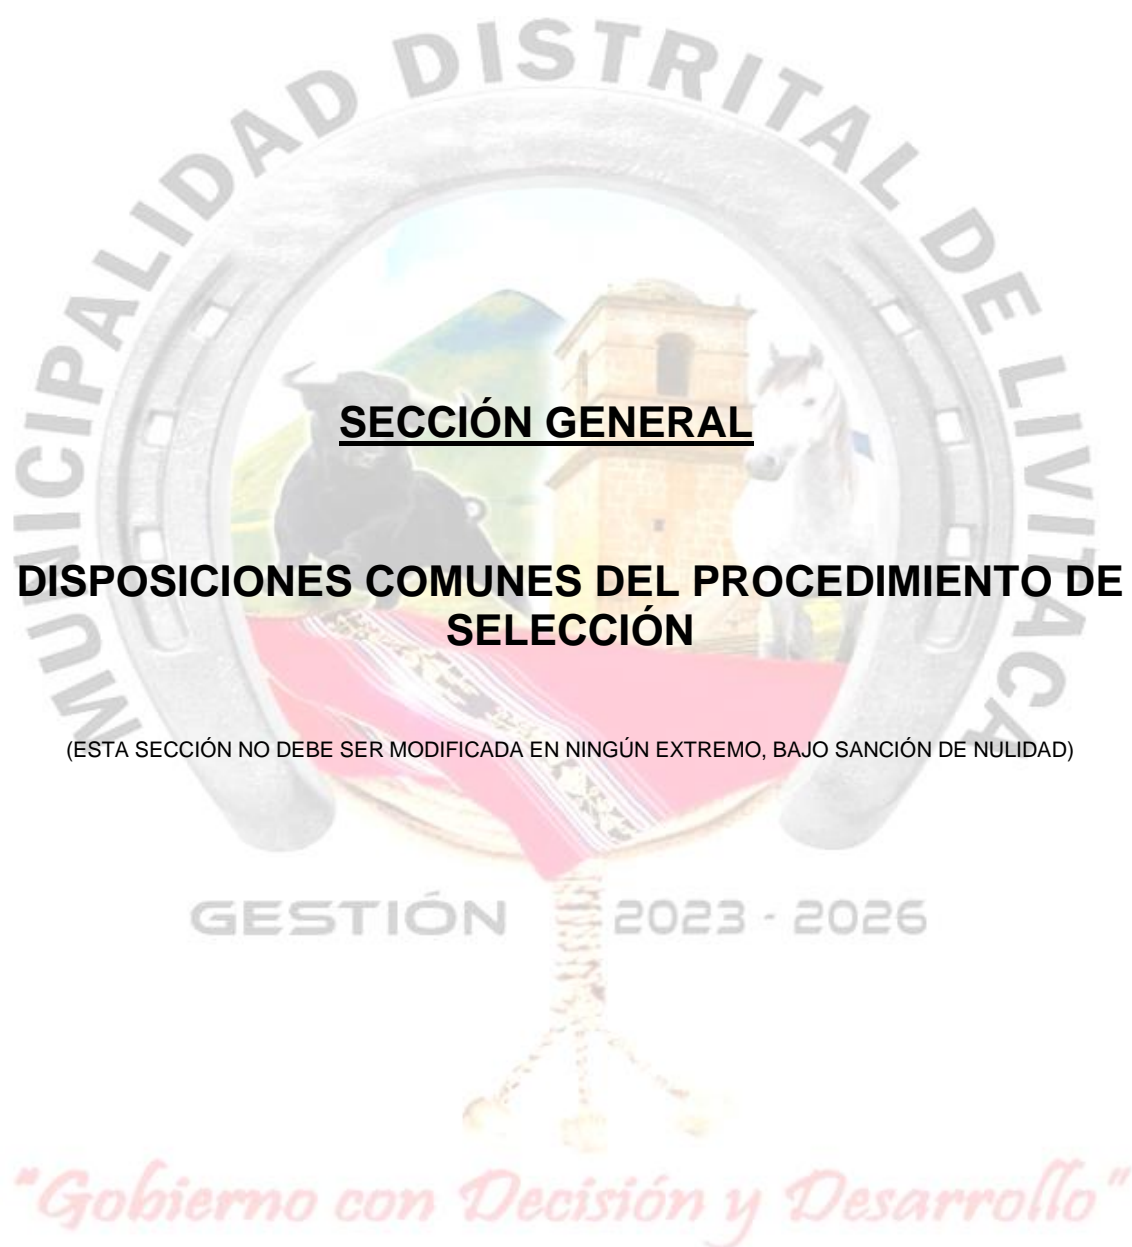 MUNICIPALIDAD DISTRITAL DE LIVITACA
SECCIÓN GENERAL
DISPOSICIONES COMUNES DEL PROCEDIMIENTO DE
SELECCIÓN
(ESTA SECCIÓN NO DEBE SER MODIFICADA EN NINGÚN EXTREMO, BAJO SANCIÓN DE NULIDAD)
GESTIÓN 2023 - 2026
"Gobierno con Decisión y Desarrollo"